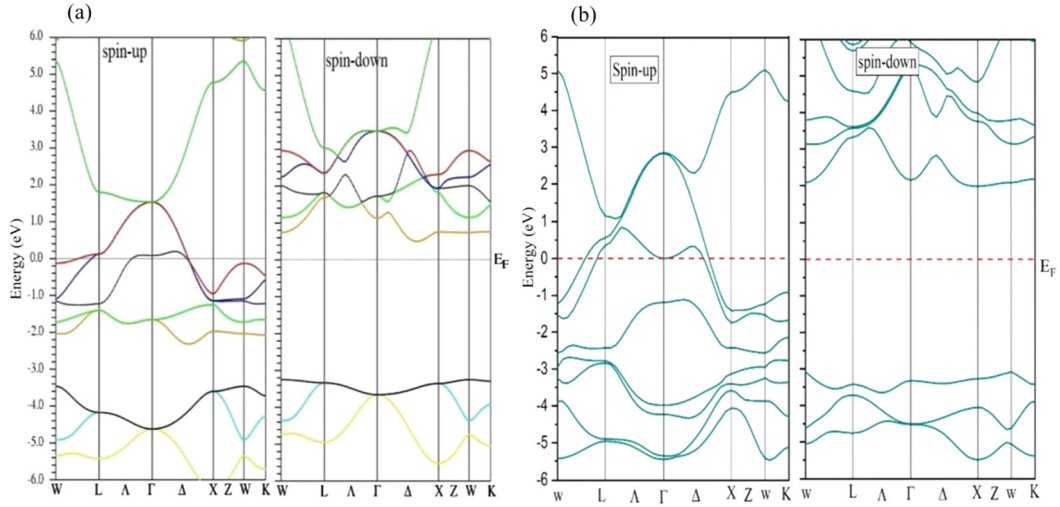 (a)
(b)
6.0
5.0
4.0
3.0
2.0
1.0
0.0
-1.0
-2.0
-3.0
-4.0
-5.0
-6.0
Energy (eV)
spin-up
W L Λ Γ Δ X Z W K
spin-down
W L Λ Γ Δ X Z W K
E_F
6
5
4
3
2
1
0
-1
-2
-3
-4
-5
-6
Energy (eV)
Spin-up
w L Λ Γ Δ X Z w K
spin-down
w L Λ Γ Δ X Z w K
E_F